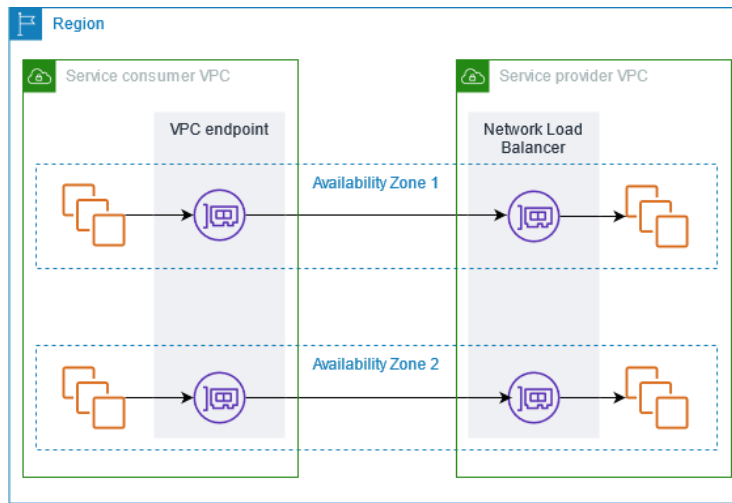 Region
Service consumer VPC
Service provider VPC
VPC endpoint
Network Load
Balancer
Availability Zone 1
Availability Zone 2